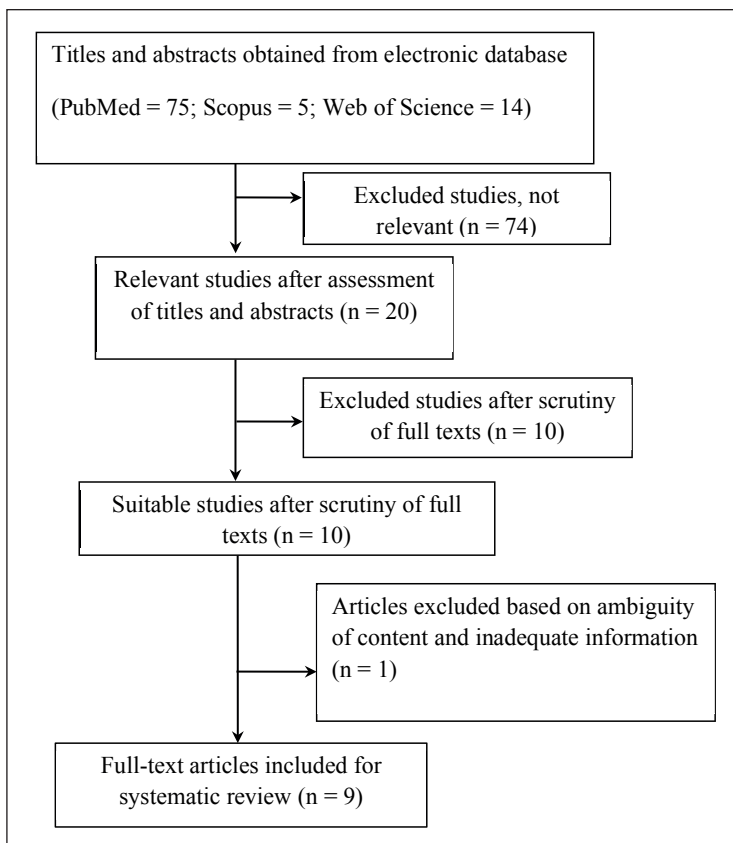 Titles and abstracts obtained from electronic database
(PubMed = 75; Scopus = 5; Web of Science = 14)
Excluded studies, not
relevant (n = 74)
Relevant studies after assessment
of titles and abstracts (n = 20)
Excluded studies after scrutiny
of full texts (n = 10)
Suitable studies after scrutiny of full
texts (n = 10)
Articles excluded based on ambiguity
of content and inadequate information
(n = 1)
Full-text articles included for
systematic review (n = 9)